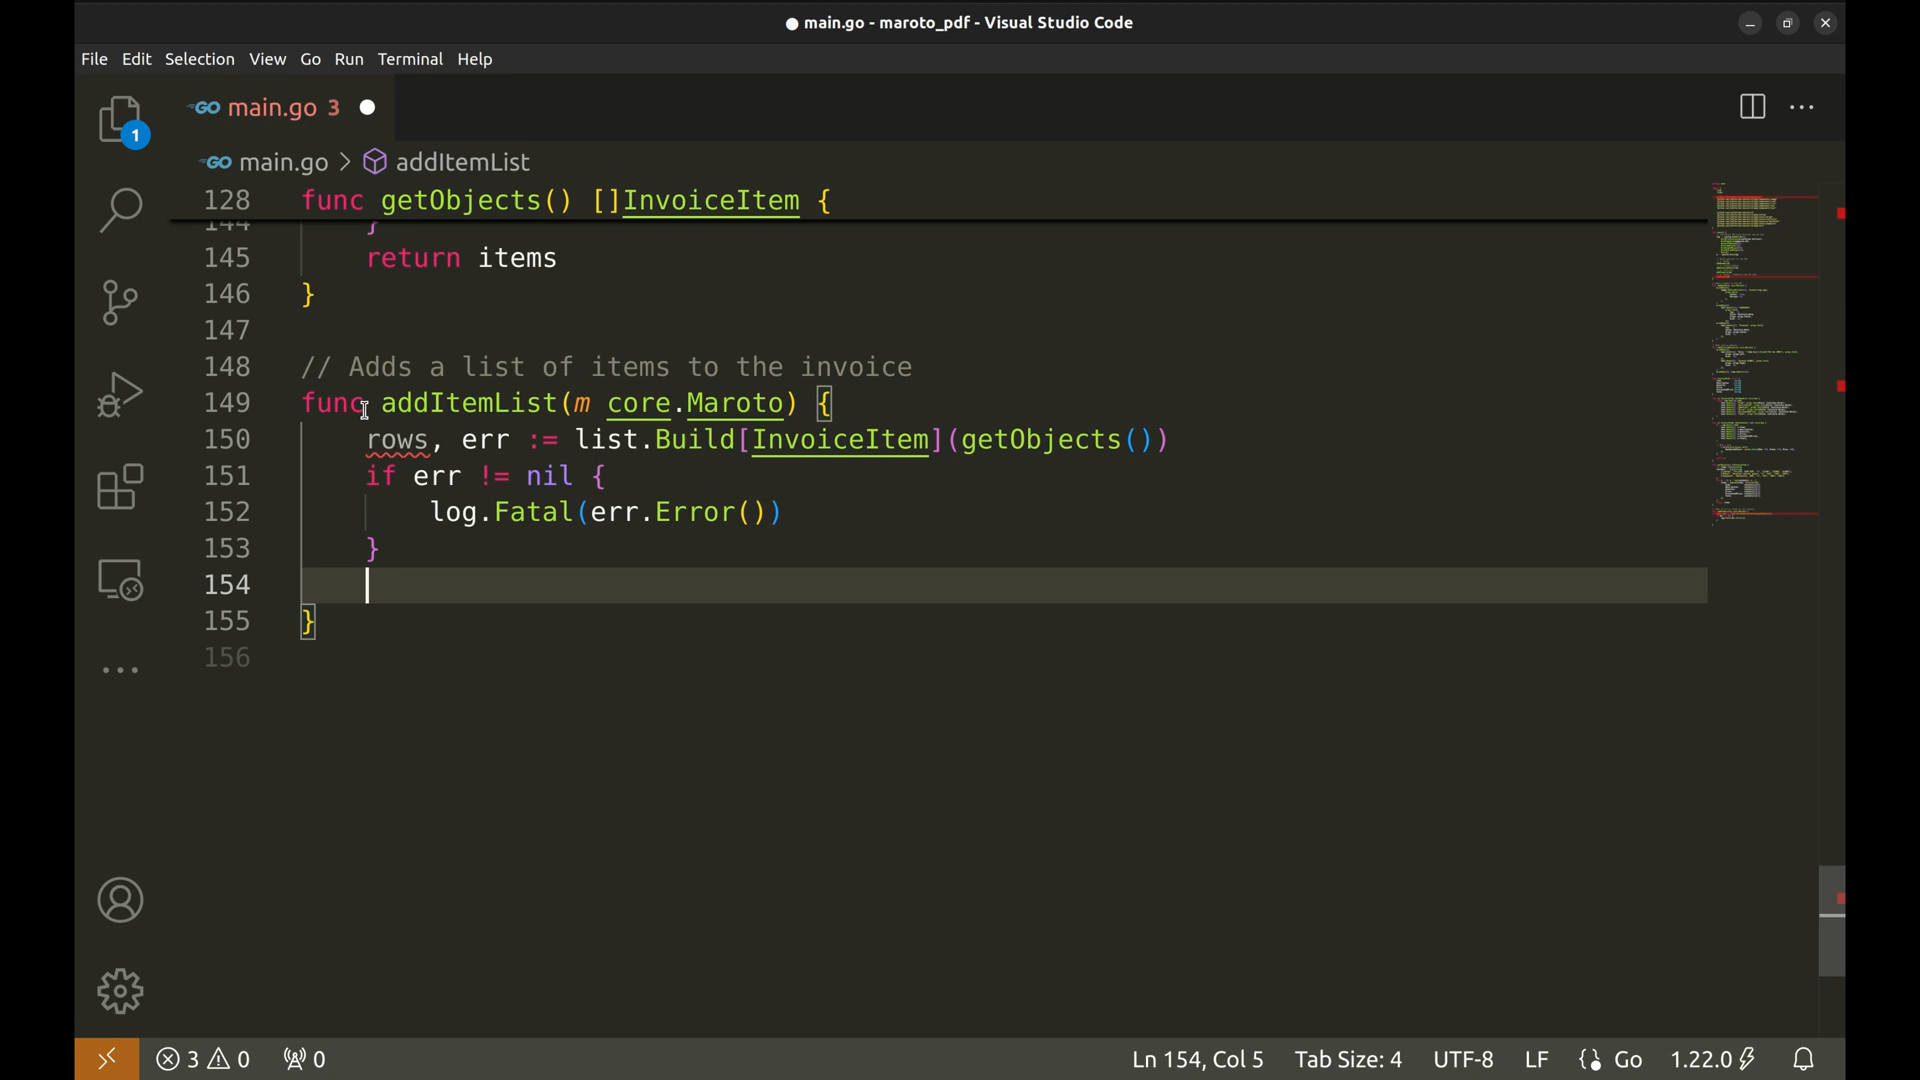 ● main.go - maroto_pdf - Visual Studio Code
File Edit Selection View Go Run Terminal Help
GO main.go 3
1
GO main.go > addItemList
128 func getObjects() []InvoiceItem {
144 }
145 return items
146 }
147
148 // Adds a list of items to the invoice
149 func addItemList(m core.Maroto) {
150 rows, err := list.Build[InvoiceItem](getObjects())
151 if err != nil {
152 log.Fatal(err.Error())
153 }
154
155 }
156
3 0 0 Ln 154, Col 5 Tab Size: 4 UTF-8 LF Go 1.22.0